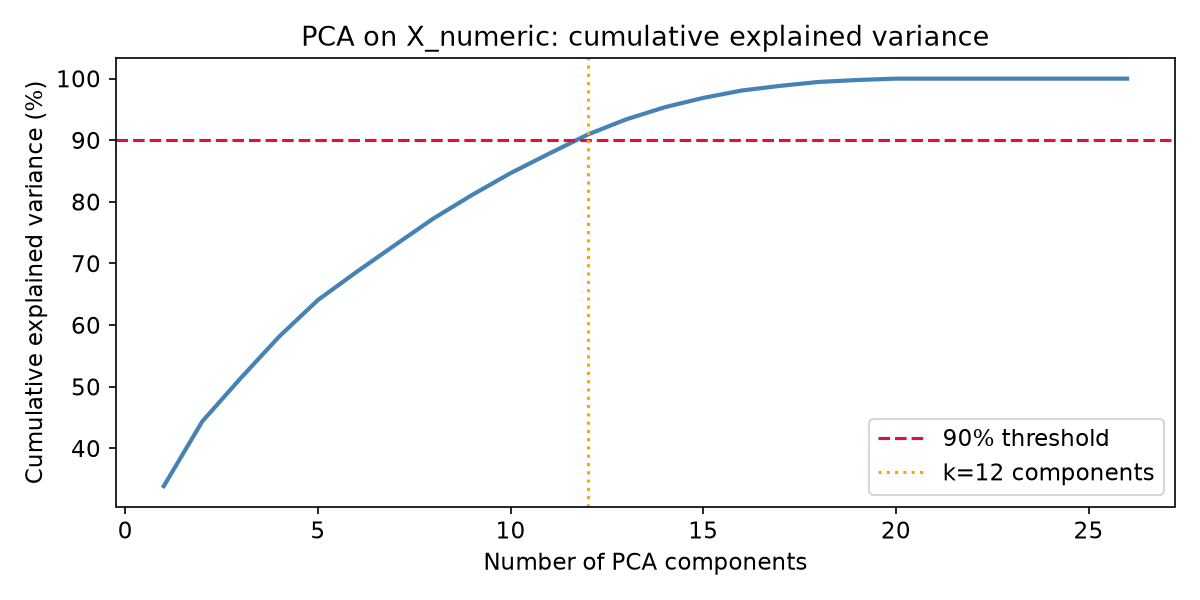 PCA on X_numeric: cumulative explained variance
Cumulative explained variance (%)
100
90
80
70
60
50
40
0
5
10
15
20
25
Number of PCA components
90% threshold
k=12 components